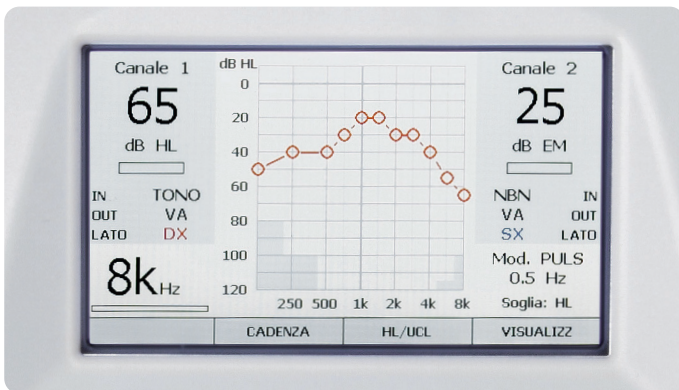 Canale 1
65
dB HL
IN TONO
OUT VA
LATO DX
8k Hz
dB HL
0
20
40
60
80
100
120
250 500 1k 2k 4k 8k
Canale 2
25
dB EM
NBN IN
VA OUT
SX LATO
Mod. PULS
0.5 Hz
Soglia: HL
CADENZA HL/UCL VISUALIZZ